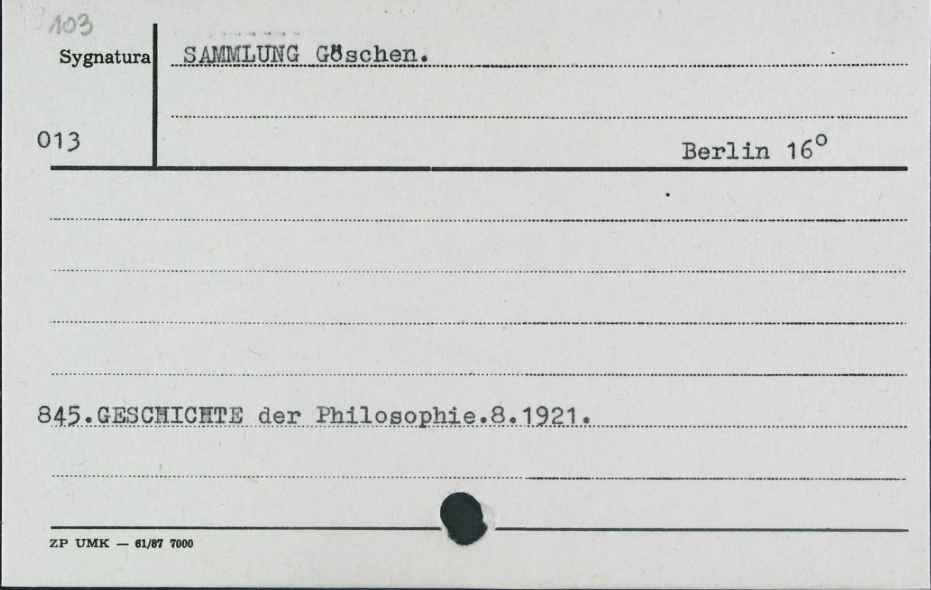 103
Sygnatura SAMMLUNG Göschen.
013
Berlin 16°
845.GESCHICHTE der Philosophie.8.1921.
ZP UMK — 61/87 7000